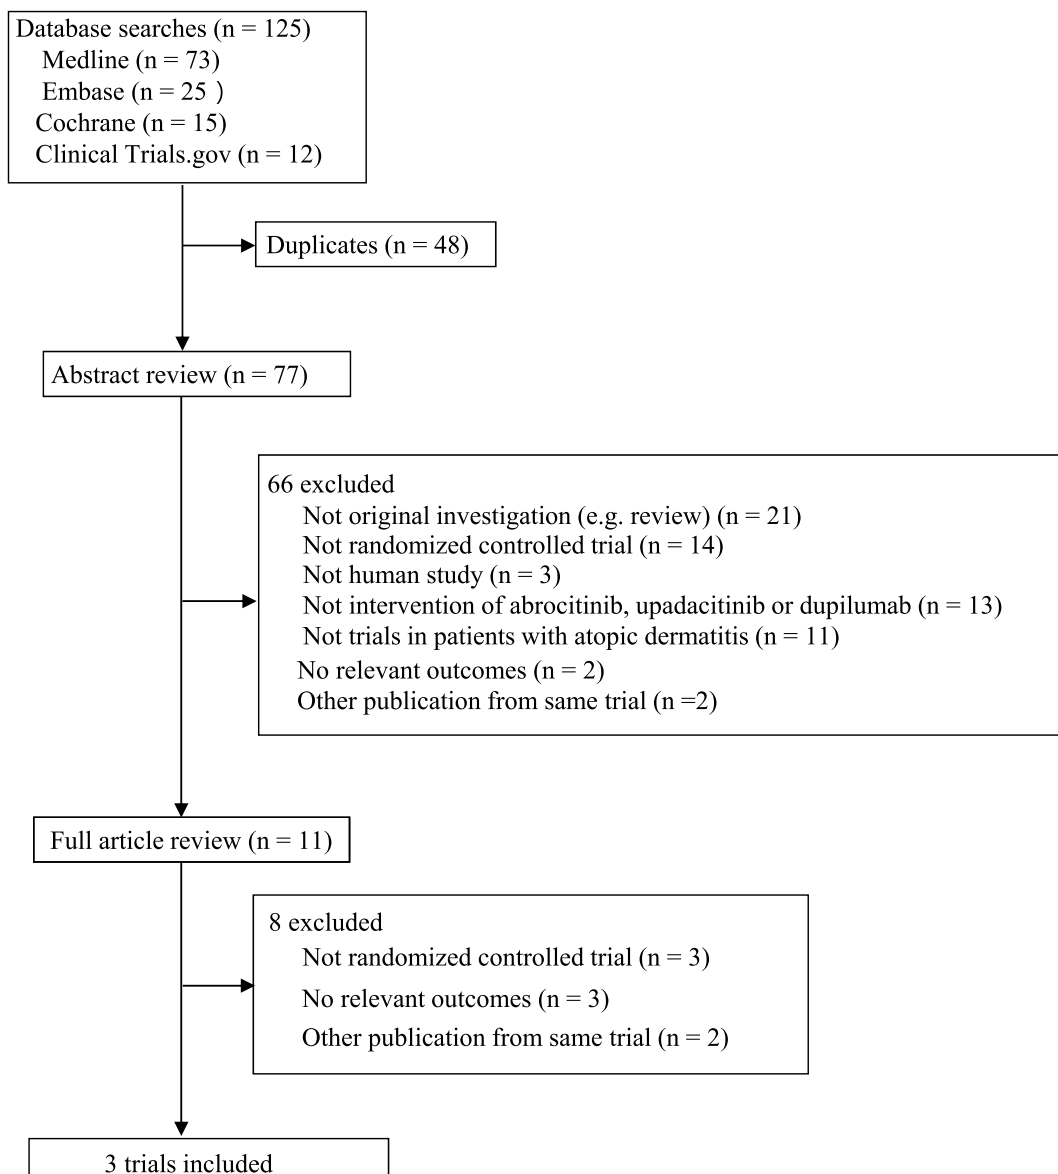 Database searches (n = 125)
Medline (n = 73)
Embase (n = 25 )
Cochrane (n = 15)
Clinical Trials.gov (n = 12)
Duplicates (n = 48)
Abstract review (n = 77)
66 excluded
Not original investigation (e.g. review) (n = 21)
Not randomized controlled trial (n = 14)
Not human study (n = 3)
Not intervention of abrocitinib, upadacitinib or dupilumab (n = 13)
Not trials in patients with atopic dermatitis (n = 11)
No relevant outcomes (n = 2)
Other publication from same trial (n =2)
Full article review (n = 11)
8 excluded
Not randomized controlled trial (n = 3)
No relevant outcomes (n = 3)
Other publication from same trial (n = 2)
3 trials included